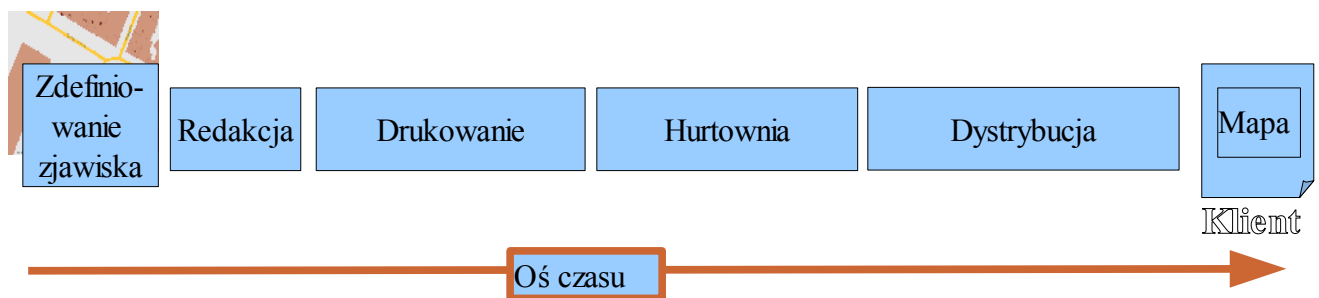 Zdefinio-
wanie
zjawiska
Redakcja
Drukowanie
Hurtownia
Dystrybucja
Mapa
Klient
Oś czasu